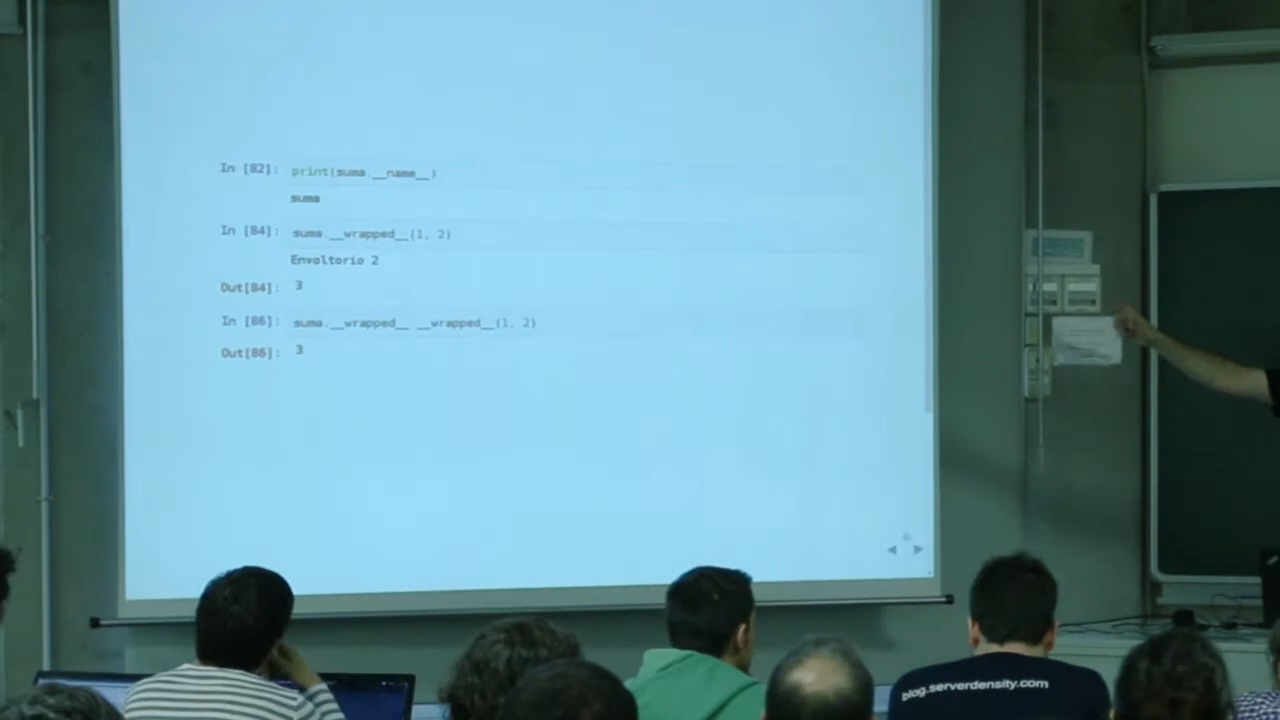 In [82]: print(suma.__name__)
suma
In [84]: suma.__wrapped__(1, 2)
Envoltorio 2
Out[84]: 3
In [86]: suma.__wrapped__.__wrapped__(1, 2)
Out[86]: 3
blog.serverdensity.com